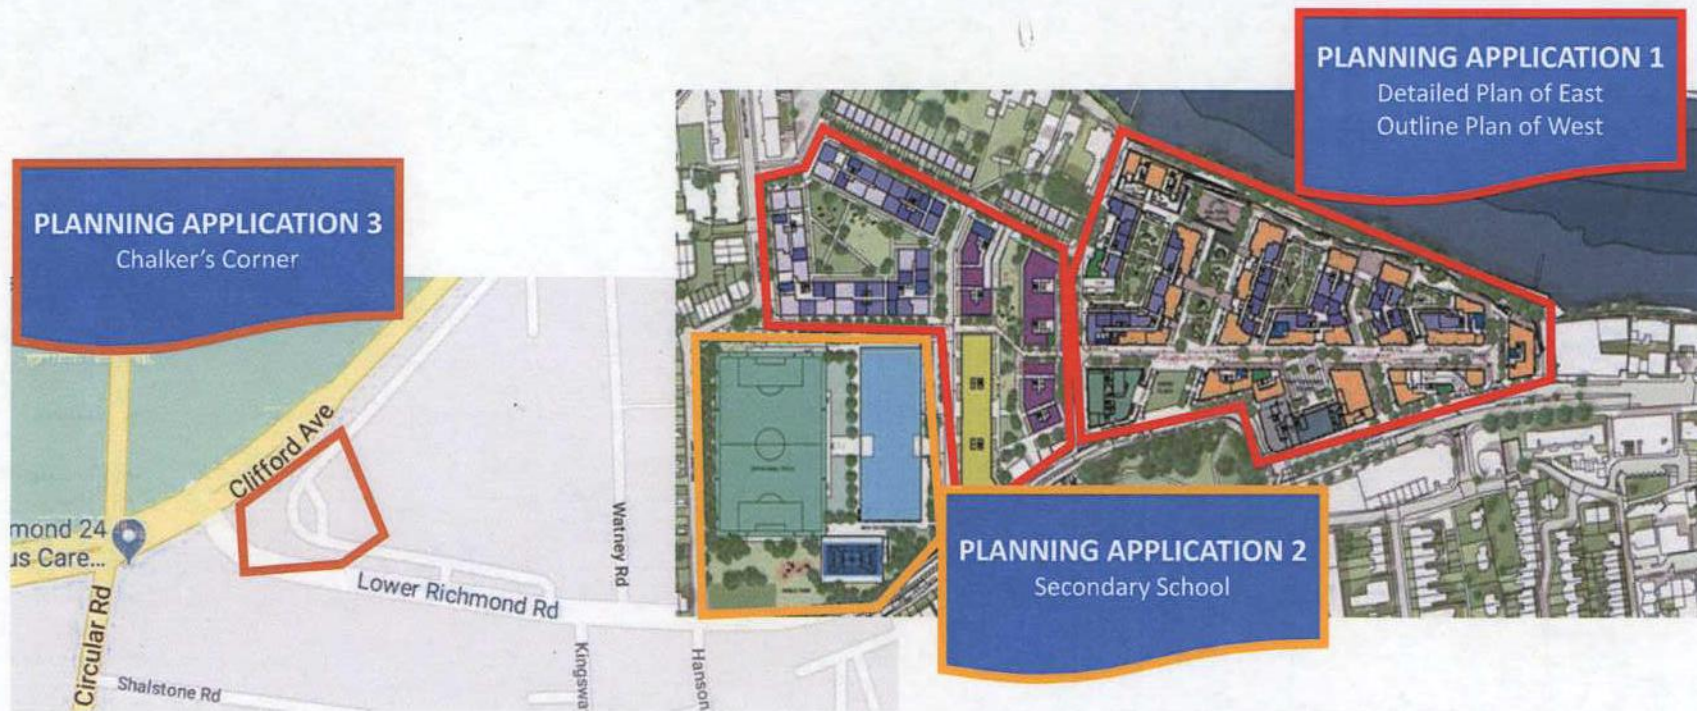 PLANNING APPLICATION 1
Detailed Plan of East
Outline Plan of West
PLANNING APPLICATION 3
Chalker's Corner
Clifford Ave
mond 24
us Care...
Circular Rd
Lower Richmond Rd
Watney Rd
Shalstone Rd
Kingswa
Hanson
PLANNING APPLICATION 2
Secondary School